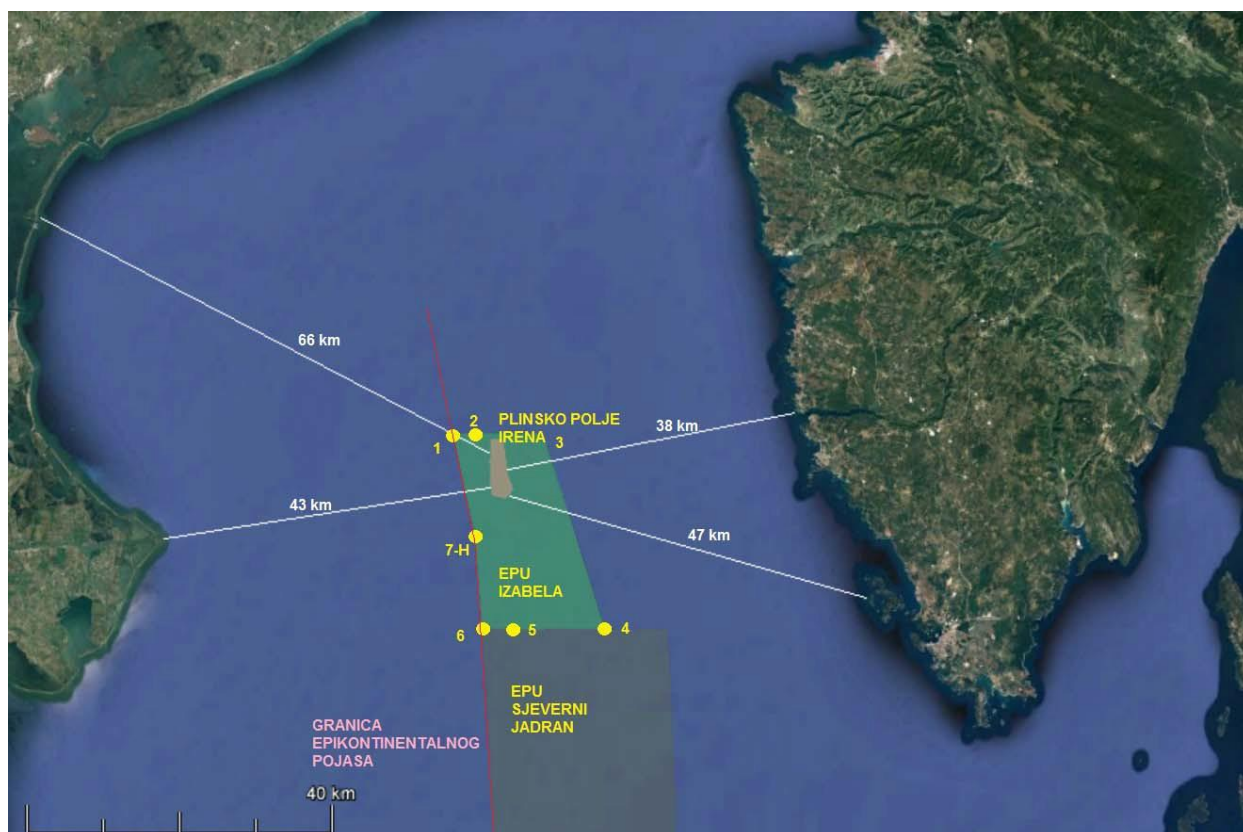 66 km
2
PLINSKO POLJE
IRENA
1
3
38 km
43 km
47 km
7-H
EPU
IZABELA
6
5
4
EPU
SJEVERNI
JADRAN
GRANICA
EPIKONTINENTALNOG
POJASA
40 km